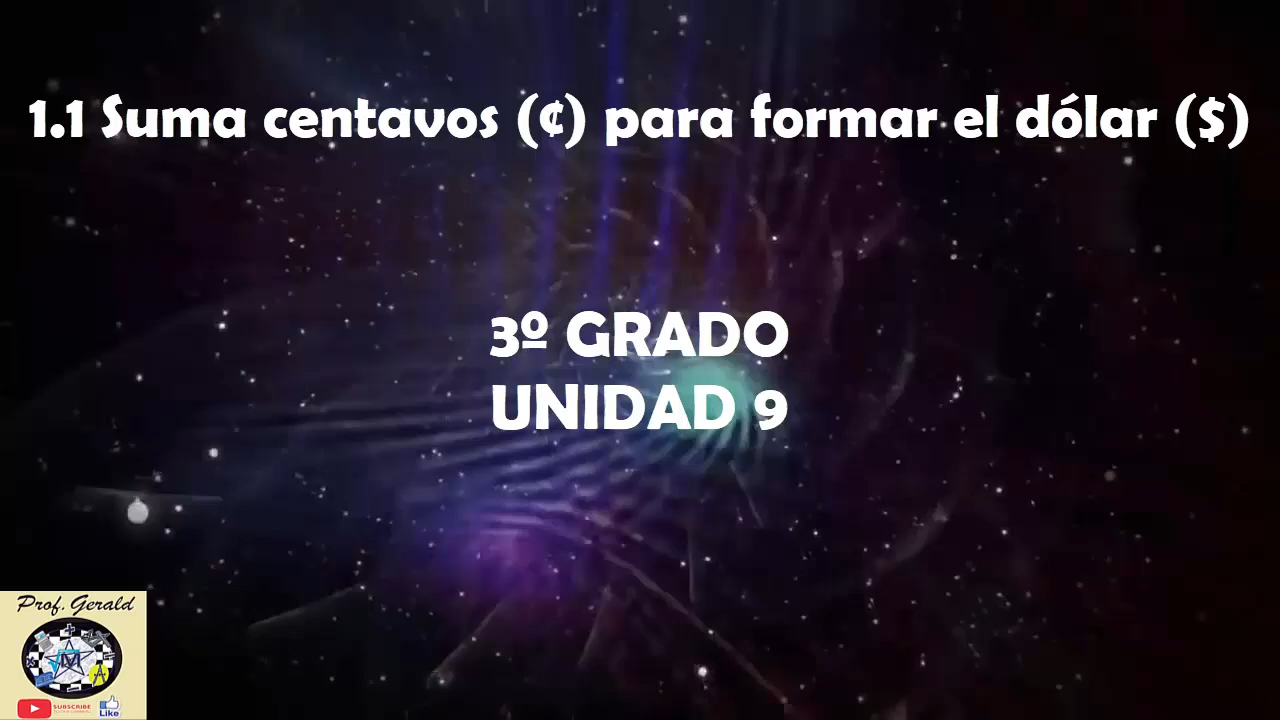 1.1 Suma centavos (¢) para formar el dólar ($)
3º GRADO
UNIDAD 9
Prof. Gerald
SUBSCRIBE
Like